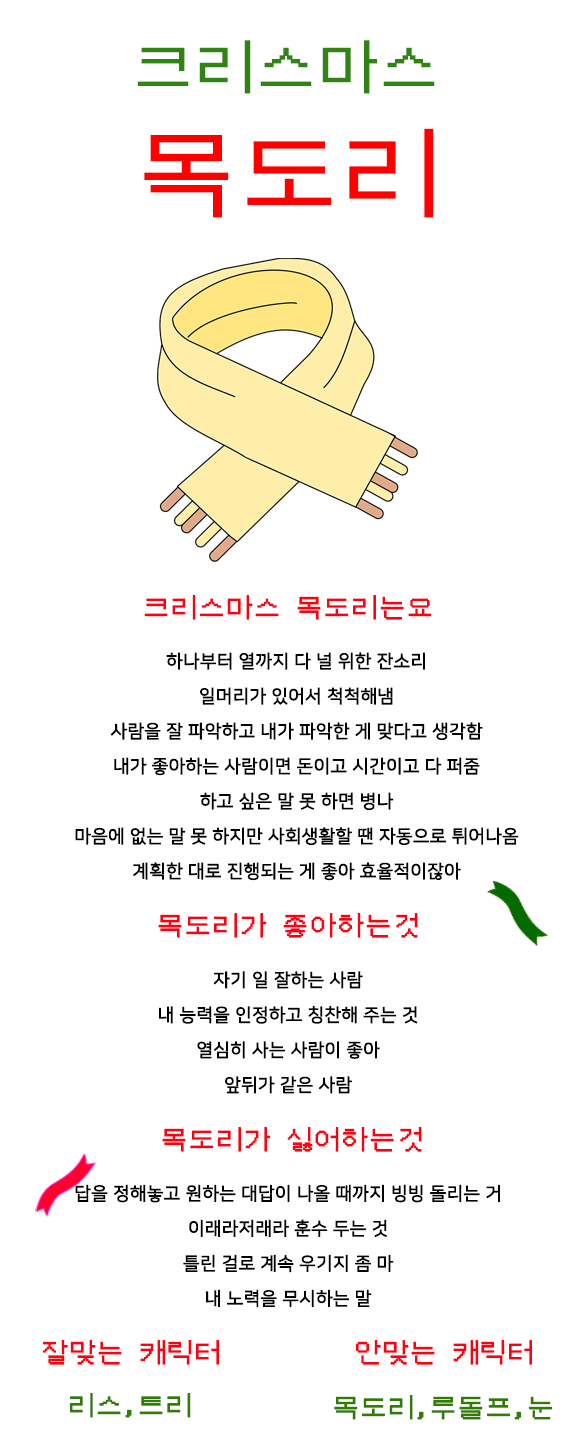 크리스마스
목도리
크리스마스 목도리는요
하나부터 열까지 다 널 위한 잔소리
일머리가 있어서 척척해냄
사람을 잘 파악하고 내가 파악한 게 맞다고 생각함
내가 좋아하는 사람이면 돈이고 시간이고 다 퍼줌
하고 싶은 말 못 하면 병나
마음에 없는 말 못 하지만 사회생활할 땐 자동으로 튀어나옴
계획한 대로 진행되는 게 좋아 효율적이잖아
목도리가 좋아하는것
자기 일 잘하는 사람
내 능력을 인정하고 칭찬해 주는 것
열심히 사는 사람이 좋아
앞뒤가 같은 사람
목도리가 싫어하는것
답을 정해놓고 원하는 대답이 나올 때까지 빙빙 돌리는 거
이래라저래라 훈수 두는 것
틀린 걸로 계속 우기지 좀 마
내 노력을 무시하는 말
잘맞는 캐릭터 안맞는 캐릭터
리스,트리 목도리,루돌프,눈